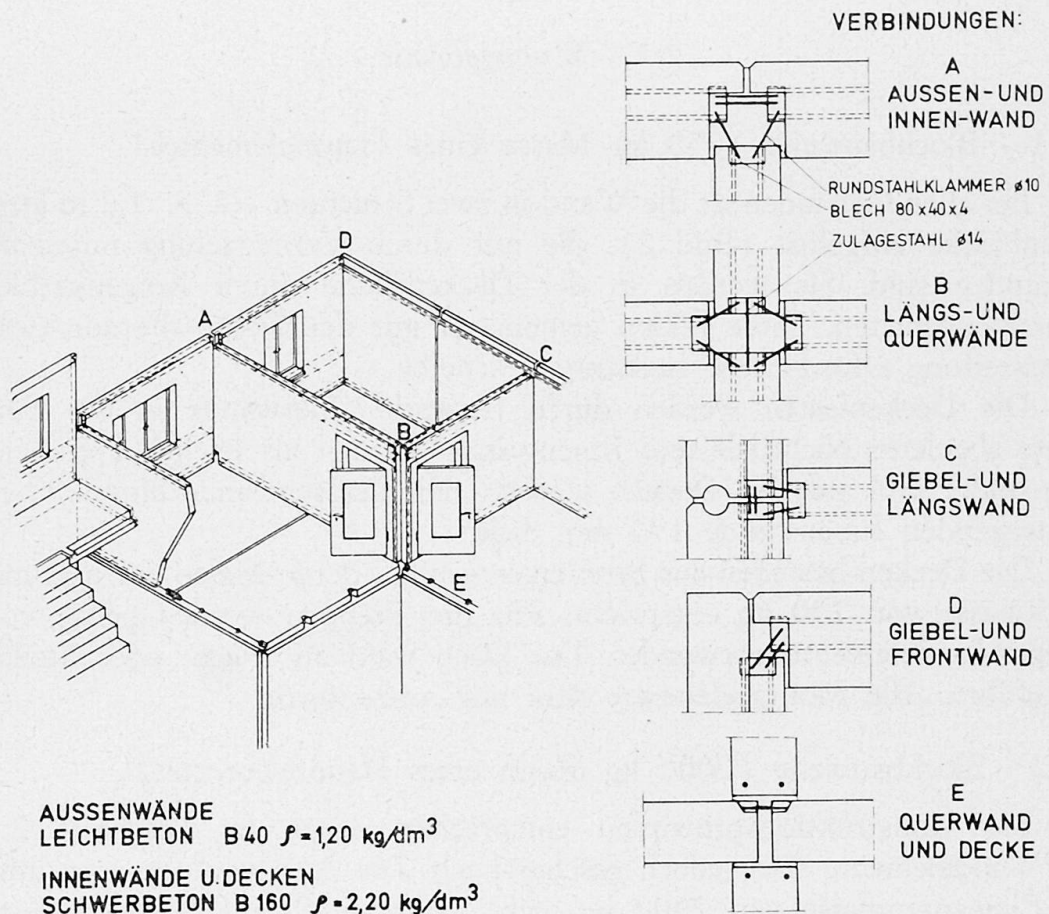 VERBINDUNGEN:
A
AUSSEN- UND
INNEN-WAND
RUNDSTAHLKLAMMER ø10
BLECH 80x40x4
ZULAGESTAHL ø14
B
LÄNGS-UND
QUERWÄNDE
C
GIEBEL-UND
LÄNGSWAND
D
GIEBEL-UND
FRONTWAND
E
QUERWAND
UND DECKE
D
A
C
B
E
AUSSENWÄNDE
LEICHTBETON B 40 ρ = 1,20 kg/dm³
INNENWÄNDE U. DECKEN
SCHWERBETON B 160 ρ = 2,20 kg/dm³